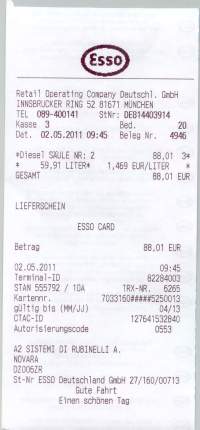 Esso
Retail Operating Company Deutschl. GmbH
INNSBRUCKER RING 52 81671 MÜNCHEN
TEL 089-400141 StNr: DE814403914
Kasse 3 Bed. 20
Dat. 02.05.2011 09:45 Beleg Nr. 4946
*Diesel SÄULE NR: 2 88,01 3*
* 59,91 LITER* 1,469 EUR/LITER *
GESAMT 88,01 EUR
LIEFERSCHEIN
ESSO CARD
Betrag 88,01 EUR
02.05.2011 09:45
Terminal-ID 82284003
STAN 555792 / 10A TRX-NR. 6265
Kartennr. 7033160#####5250013
gültig bis (MM/JJ) 04/13
CTAC-ID 127641532840
Autorisierungscode 0553
A2 SISTEMI DI RUBINELLI A.
NOVARA
DZ006ZR
St-Nr ESSO Deutschland GmbH 27/160/00713
Gute Fahrt
Einen schönen Tag